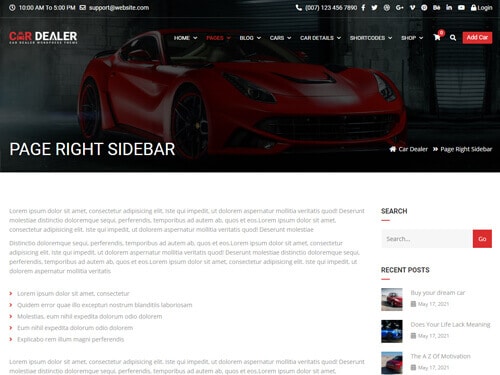 10:00 AM To 5:00 PM support@website.com (007) 123 456 7890 Login
CAR DEALER
CAR DEALER WORDPRESS THEME
HOME PAGES BLOG CARS CAR DETAILS SHORTCODES SHOP 0 Add Car
PAGE RIGHT SIDEBAR
Car Dealer » Page Right Sidebar
Lorem ipsum dolor sit amet, consectetur adipisicing elit. Iste qui impedit, ut dolorem aspernatur mollitia veritatis quod! Deserunt
molestiae distinctio doloremque sequi, perferendis, temporibus ad autem ab, quos et eos.Lorem ipsum dolor sit amet,
consectetur adipisicing elit. Iste qui impedit, ut dolorem aspernatur mollitia veritatis quod! Deserunt molestiae
Distinctio doloremque sequi, perferendis, temporibus ad autem ab, quos et eos.Lorem ipsum dolor sit amet, consectetur
adipisicing elit. Iste qui impedit, ut dolorem aspernatur mollitia veritatis quod! Deserunt molestiae distinctio doloremque sequi,
perferendis, temporibus ad autem ab, quos et eos.Lorem ipsum dolor sit amet, consectetur adipisicing elit. Iste qui impedit, ut
dolorem aspernatur mollitia veritatis
Lorem ipsum dolor sit amet, consectetur
Quidem error quae illo excepturi nostrum blanditiis laboriosam
Molestias, eum nihil expedita dolorum odio dolorem
Eum nihil expedita dolorum odio dolorem
Explicabo rem illum magni perferendis
Lorem ipsum dolor sit amet, consectetur adipisicing elit. Iste qui impedit, ut dolorem aspernatur mollitia veritatis quod! Deserunt
molestiae distinctio doloremque sequi, perferendis, temporibus ad autem ab, quos et eos.Lorem ipsum dolor sit amet,
SEARCH
Search... Go
RECENT POSTS
Buy your dream car
May 17, 2021
Does Your Life Lack Meaning
May 17, 2021
The A Z Of Motivation
May 17, 2021